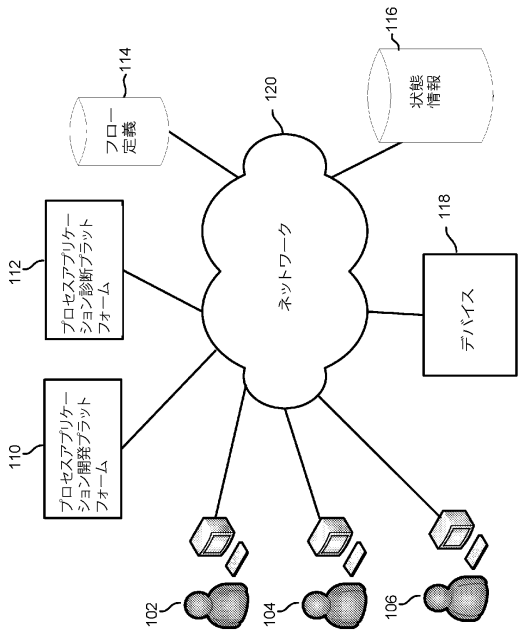 110
プロセスアプリケー
ション開発プラット
フォーム
112
プロセスアプリケー
ション診断プラット
フォーム
114
フロー
定義
116
状態
情報
120
ネットワーク
118
デバイス
102
104
106